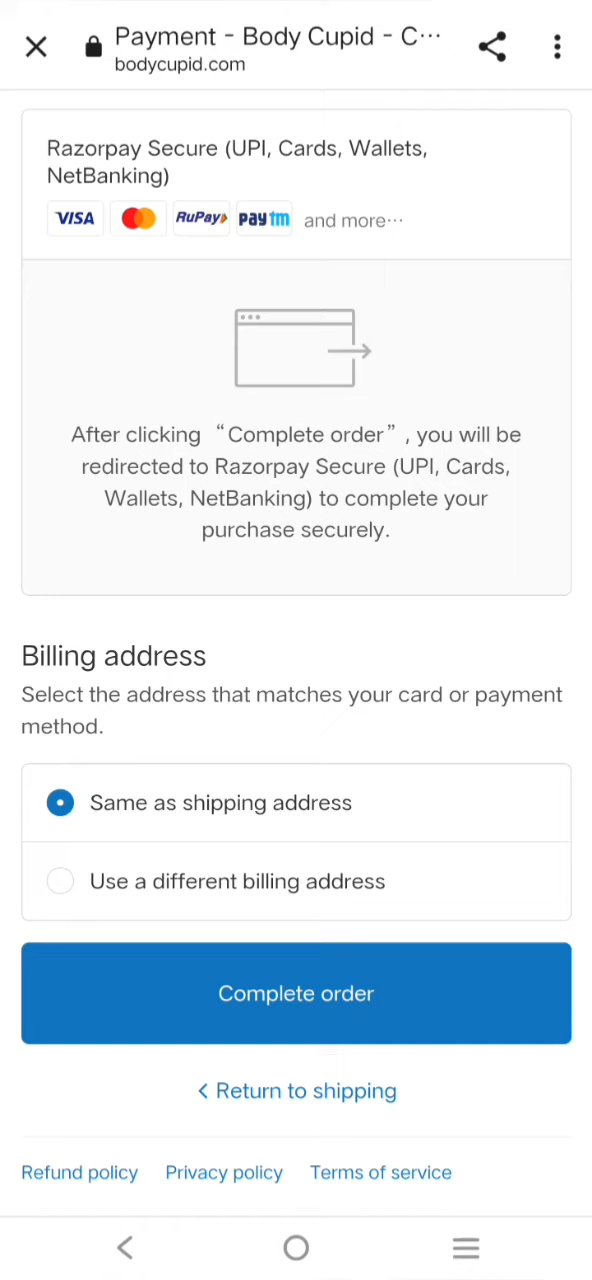 Payment - Body Cupid - C...
bodycupid.com
Razorpay Secure (UPI, Cards, Wallets,
NetBanking)
VISA RuPay paytm and more...
After clicking “Complete order”, you will be
redirected to Razorpay Secure (UPI, Cards,
Wallets, NetBanking) to complete your
purchase securely.
Billing address
Select the address that matches your card or payment
method.
Same as shipping address
Use a different billing address
Complete order
Return to shipping
Refund policy Privacy policy Terms of service